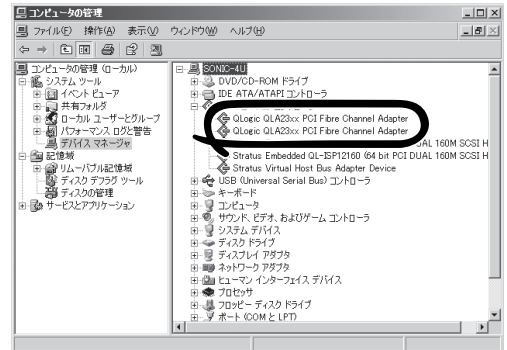 コンピュータの管理
ファイル(F) 操作(A) 表示(V) ウィンドウ(W) ヘルプ(H)
コンピュータの管理 (ローカル)
システム ツール
イベント ビューア
共有フォルダ
ローカル ユーザーとグループ
パフォーマンス ログと警告
デバイス マネージャ
記憶域
リムーバブル記憶域
ディスク デフラグ ツール
ディスクの管理
サービスとアプリケーション
SONIC-4U
DVD/CD-ROM ドライブ
IDE ATA/ATAPI コントローラ
QLogic QLA23xx PCI Fibre Channel Adapter
QLogic QLA23xx PCI Fibre Channel Adapter
DUAL 160M SCSI H
Stratus Embedded QL-ISP12160 (64 bit PCI DUAL 160M SCSI H
Stratus Virtual Host Bus Adapter Device
USB (Universal Serial Bus) コントローラ
キーボード
コンピュータ
サウンド、ビデオ、およびゲーム コントローラ
システム デバイス
ディスク ドライブ
ディスプレイ アダプタ
ネットワーク アダプタ
ヒューマン インターフェイス デバイス
プロセッサ
フロッピー ディスク ドライブ
ポート (COM と LPT)